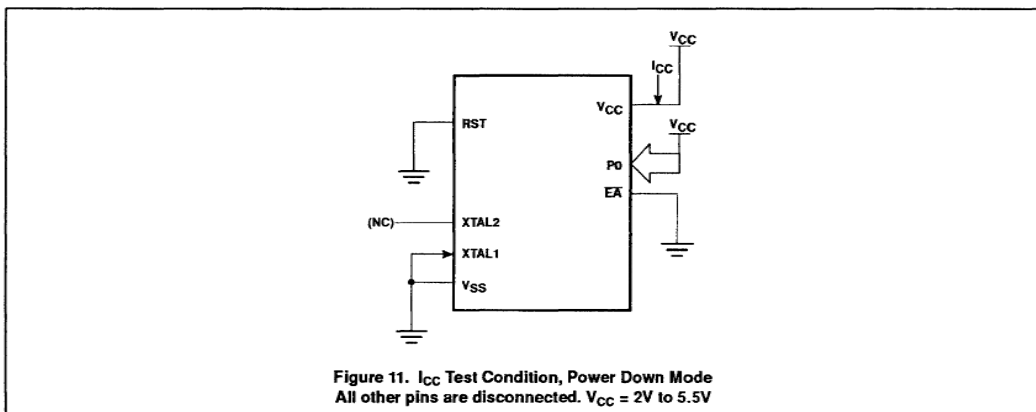 VCC
ICC
VCC
RST
VCC
P0
EA
(NC)
XTAL2
XTAL1
VSS
Figure 11. ICC Test Condition, Power Down Mode
All other pins are disconnected. VCC = 2V to 5.5V